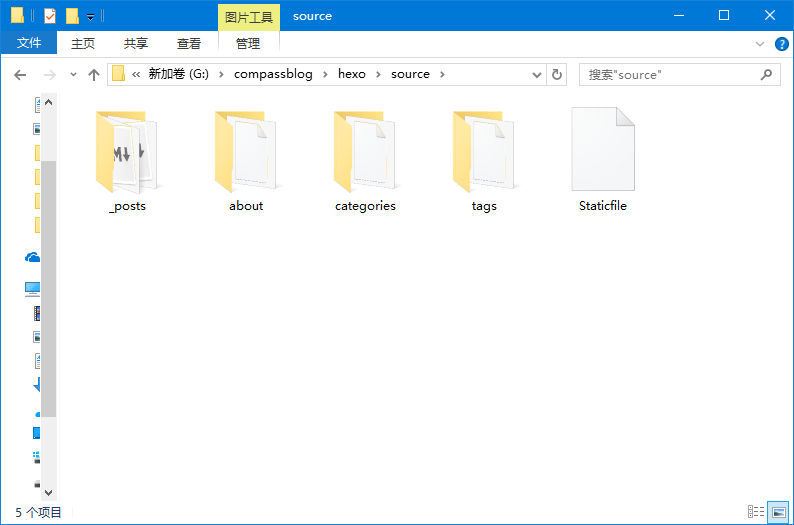 图片工具 source
文件 主页 共享 查看 管理
« 新加卷 (G:) › compassblog › hexo › source › 搜索"source"
M M
_posts about categories tags Staticfile
5 个项目